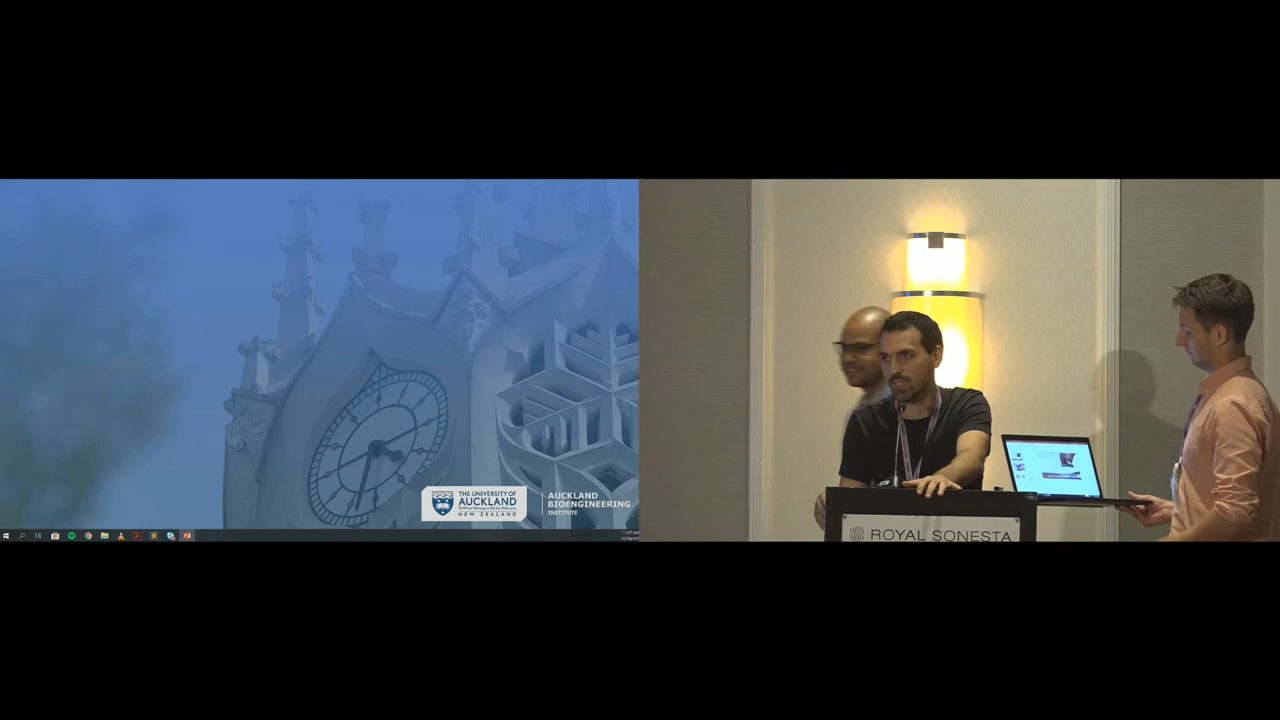 THE UNIVERSITY OF
AUCKLAND
NEW ZEALAND
AUCKLAND
BIOENGINEERING
INSTITUTE
ROYAL SONESTA